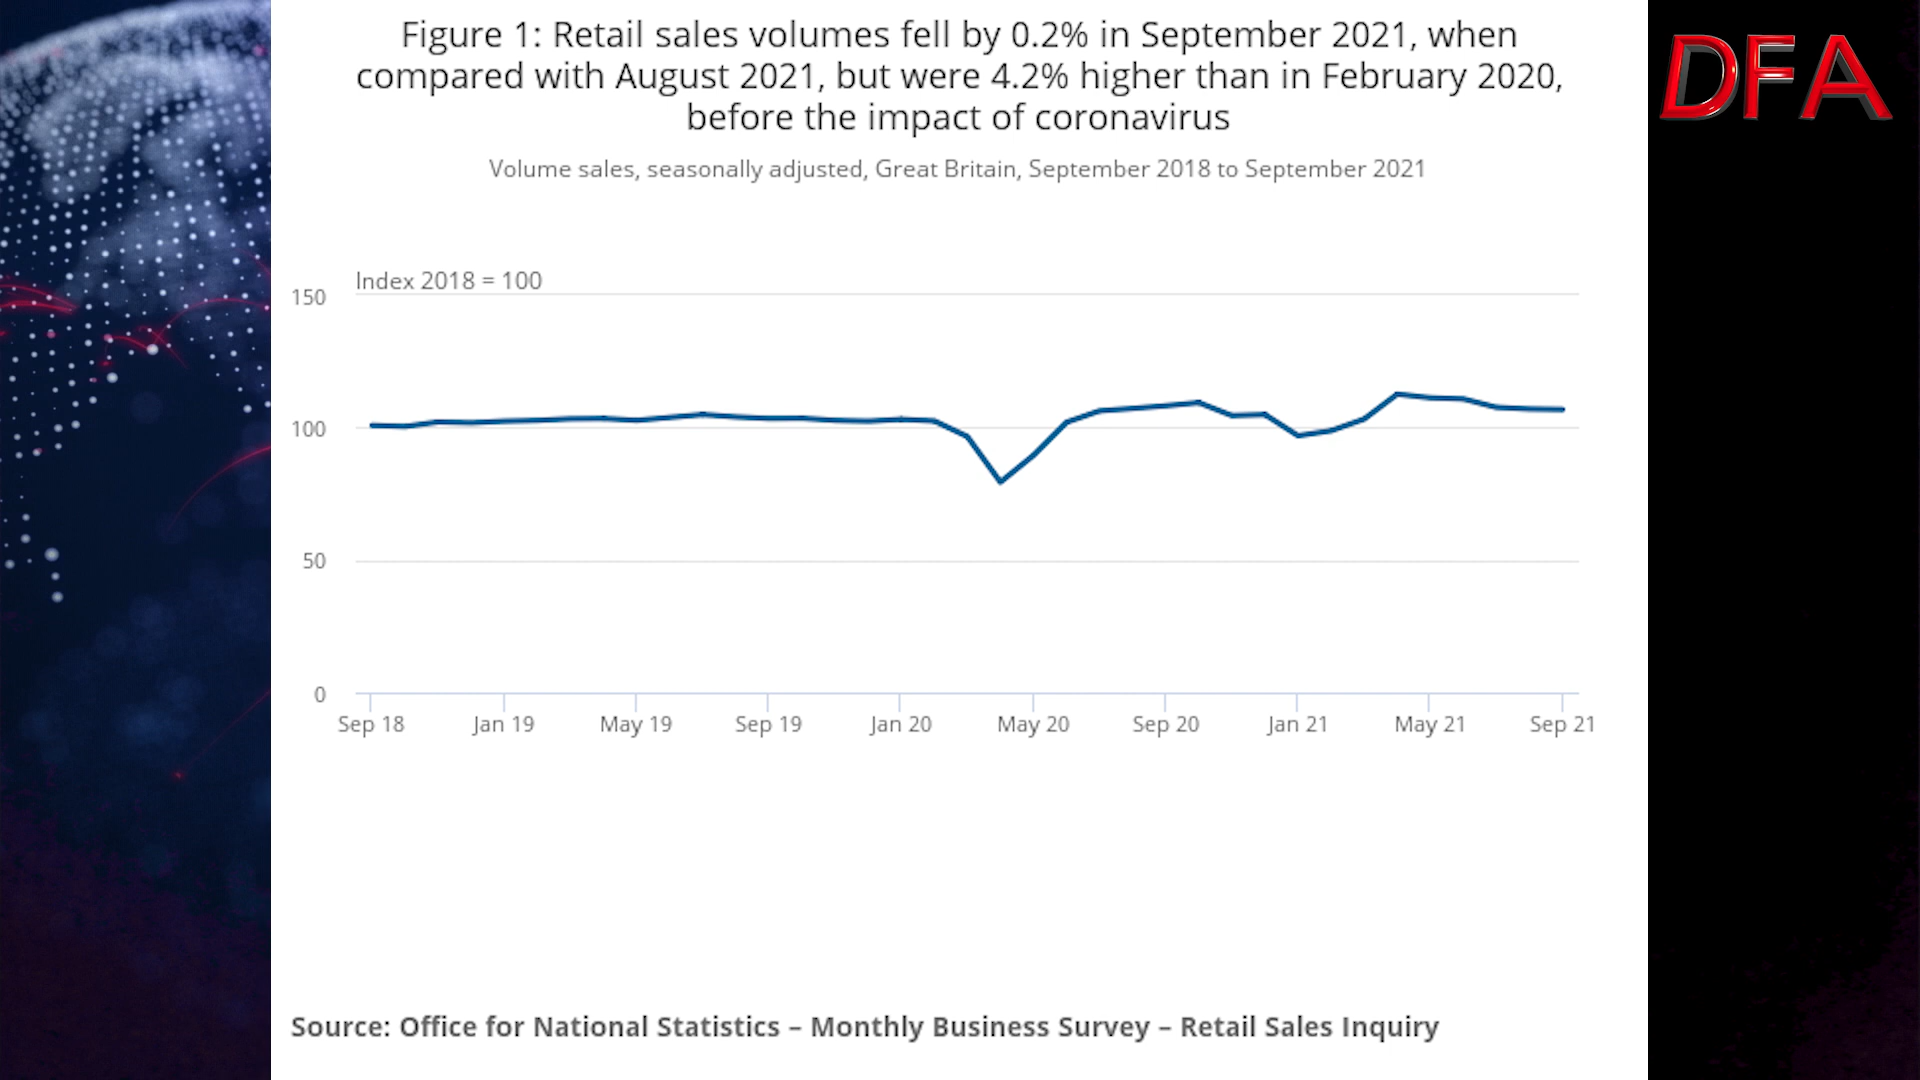 Figure 1: Retail sales volumes fell by 0.2% in September 2021, when
compared with August 2021, but were 4.2% higher than in February 2020,
before the impact of coronavirus
DFA
Volume sales, seasonally adjusted, Great Britain, September 2018 to September 2021
Index 2018 = 100
150
100
50
0
Sep 18 Jan 19 May 19 Sep 19 Jan 20 May 20 Sep 20 Jan 21 May 21 Sep 21
Source: Office for National Statistics – Monthly Business Survey – Retail Sales Inquiry